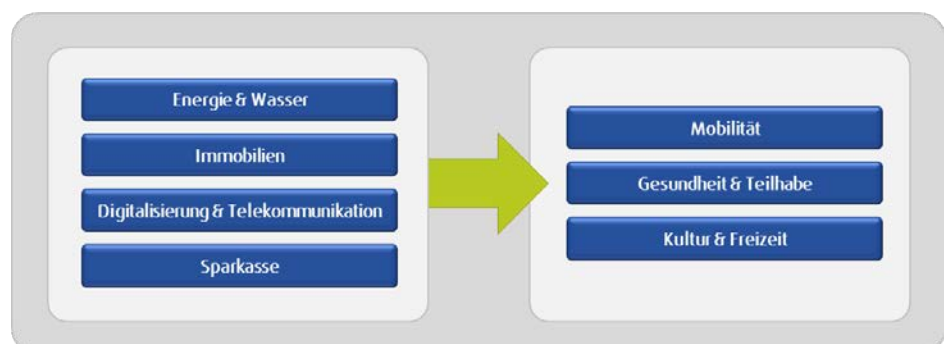 Energie & Wasser
Immobilien
Digitalisierung & Telekommunikation
Sparkasse
Mobilität
Gesundheit & Teilhabe
Kultur & Freizeit